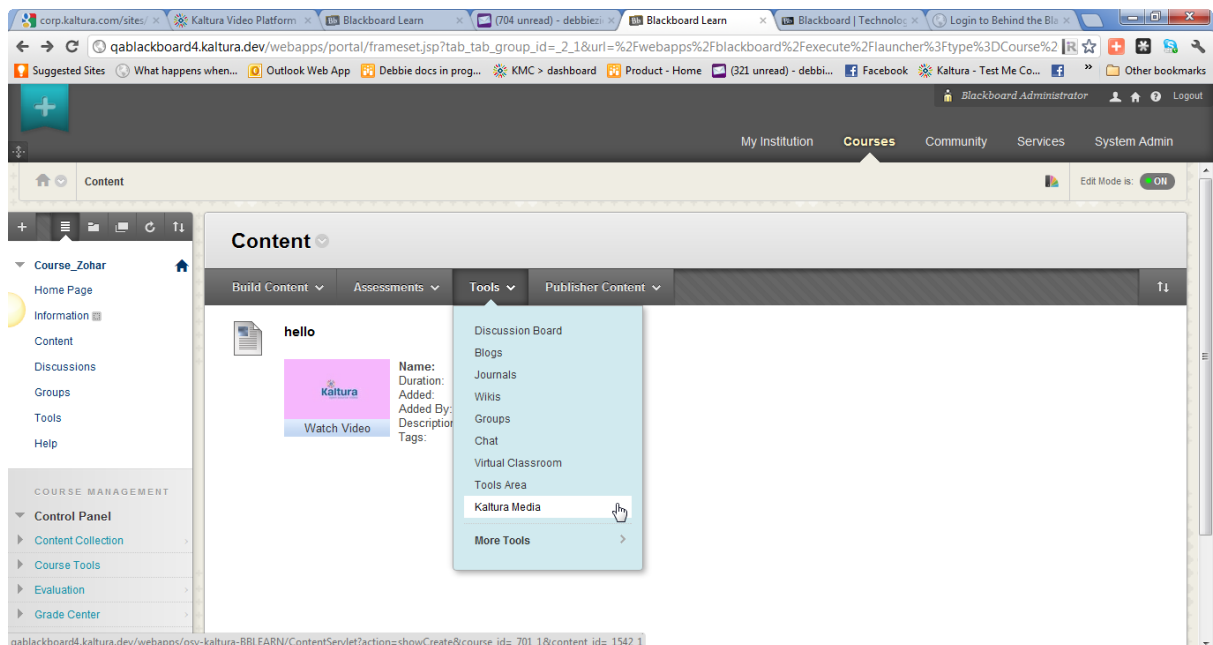 corp.kaltura.com/sites/
Kaltura Video Platform
Blackboard Learn
(704 unread) - debbiezi
Blackboard Learn
Blackboard | Technolog
Login to Behind the Bla
qablackboard4.kaltura.dev/webapps/portal/frameset.jsp?tab_tab_group_id=_2_1&url=%2Fwebapps%2Fblackboard%2Fexecute%2Flauncher%3Ftype%3DCourse%2
Suggested Sites What happens when... Outlook Web App Debbie docs in prog... KMC > dashboard Product - Home (321 unread) - debbi... Facebook Kaltura - Test Me Co... » Other bookmarks
Blackboard Administrator Logout
My Institution Courses Community Services System Admin
Content Edit Mode is: ON
Content
Course_Zohar
Home Page
Information
Content
Discussions
Groups
Tools
Help
COURSE MANAGEMENT
Control Panel
Content Collection
Course Tools
Evaluation
Grade Center
Build Content Assessments Tools Publisher Content
hello
Kaltura
Watch Video
Name:
Duration:
Added:
Added By:
Description
Tags:
Discussion Board
Blogs
Journals
Wikis
Groups
Chat
Virtual Classroom
Tools Area
Kaltura Media
More Tools
qablackboard4.kaltura.dev/webapps/osv-kaltura-BBLEARN/ContentServlet?action=showCreate&course_id=_701_1&content_id=_1542_1